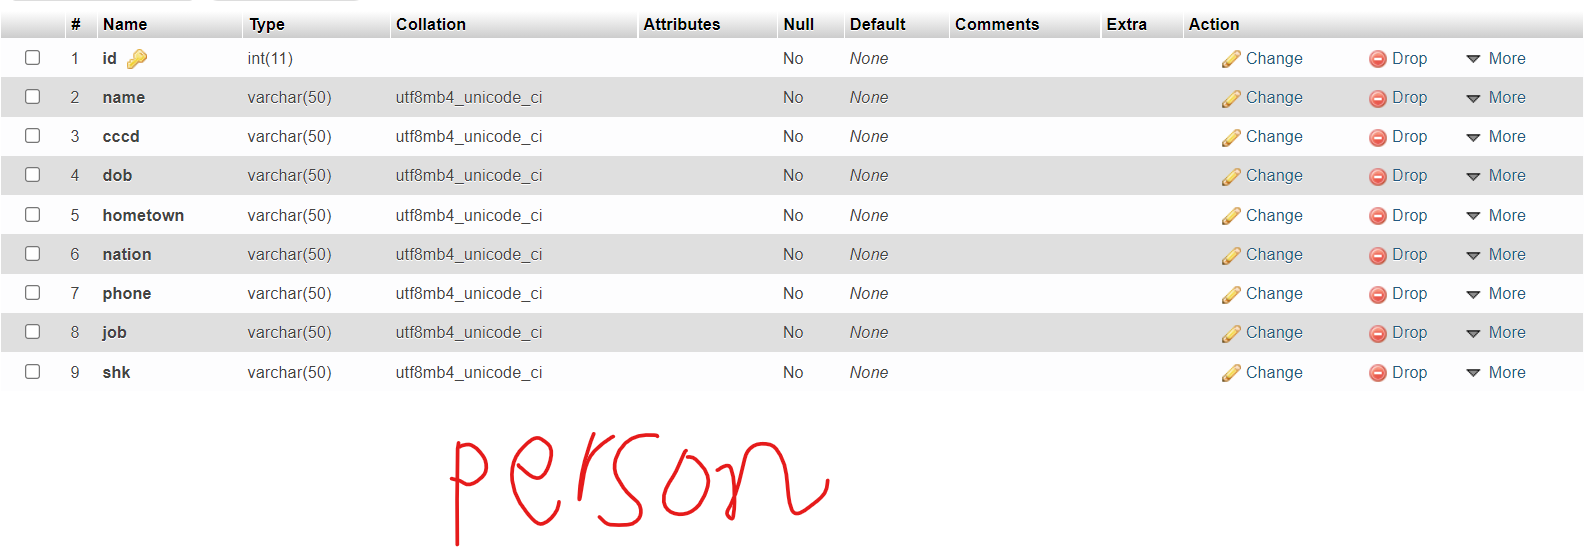 # Name Type Collation Attributes Null Default Comments Extra Action
1 id int(11) No None Change Drop More
2 name varchar(50) utf8mb4_unicode_ci No None Change Drop More
3 cccd varchar(50) utf8mb4_unicode_ci No None Change Drop More
4 dob varchar(50) utf8mb4_unicode_ci No None Change Drop More
5 hometown varchar(50) utf8mb4_unicode_ci No None Change Drop More
6 nation varchar(50) utf8mb4_unicode_ci No None Change Drop More
7 phone varchar(50) utf8mb4_unicode_ci No None Change Drop More
8 job varchar(50) utf8mb4_unicode_ci No None Change Drop More
9 shk varchar(50) utf8mb4_unicode_ci No None Change Drop More
person